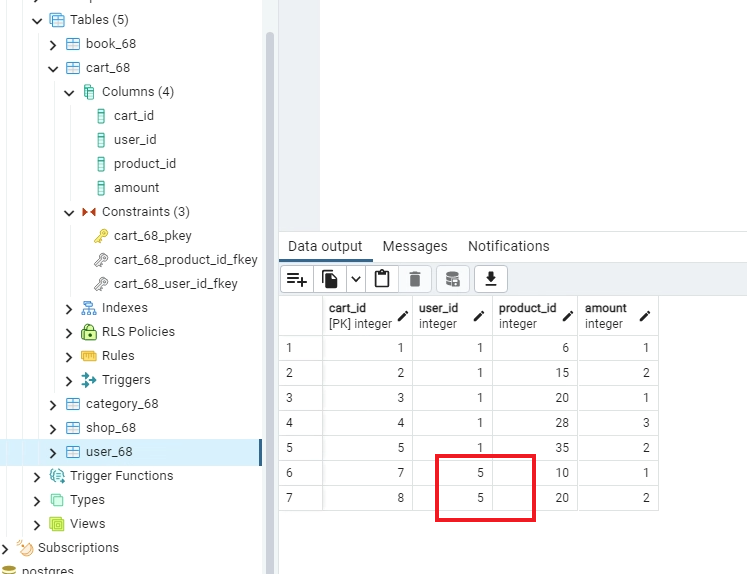 Tables (5)
book_68
cart_68
Columns (4)
cart_id
user_id
product_id
amount
Constraints (3)
cart_68_pkey
cart_68_product_id_fkey
cart_68_user_id_fkey
Indexes
RLS Policies
Rules
Triggers
category_68
shop_68
user_68
Trigger Functions
Types
Views
Subscriptions
postgres
Data output Messages Notifications
cart_id user_id product_id amount
[PK] integer integer integer integer
1 1 1 6 1
2 2 1 15 2
3 3 1 20 1
4 4 1 28 3
5 5 1 35 2
6 7 5 10 1
7 8 5 20 2